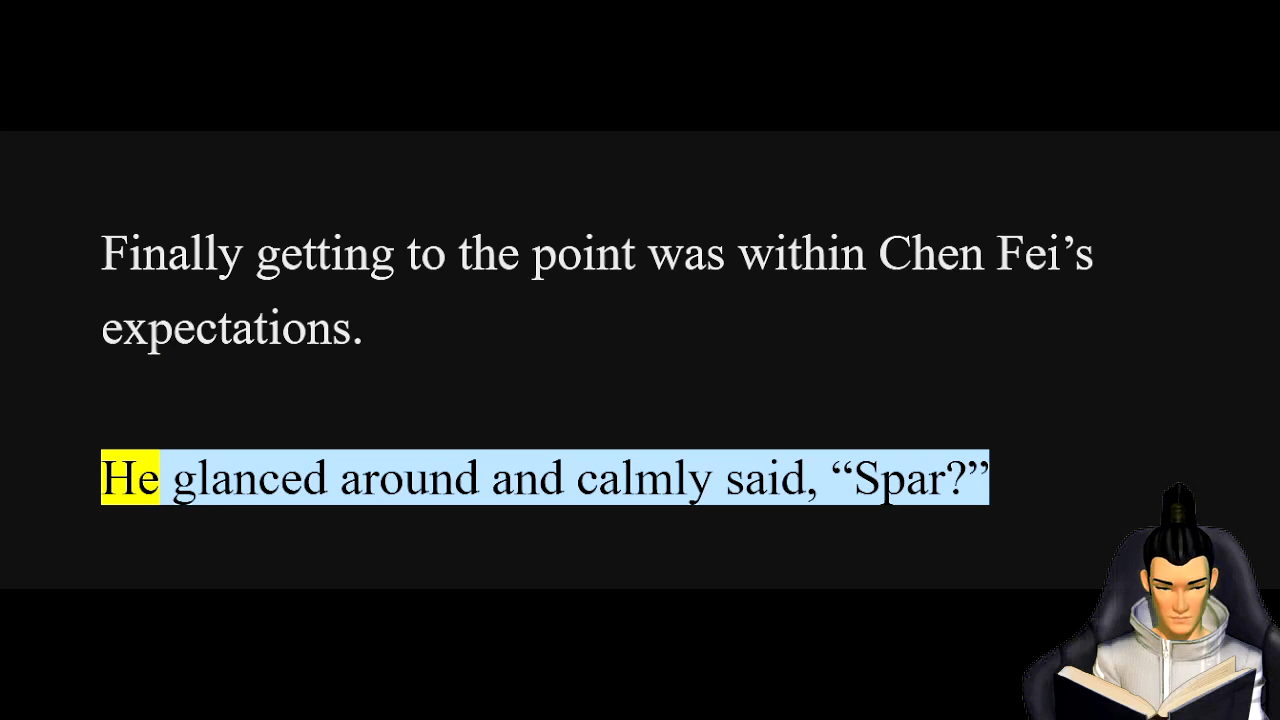 Finally getting to the point was within Chen Fei’s
expectations.
He glanced around and calmly said, “Spar?”